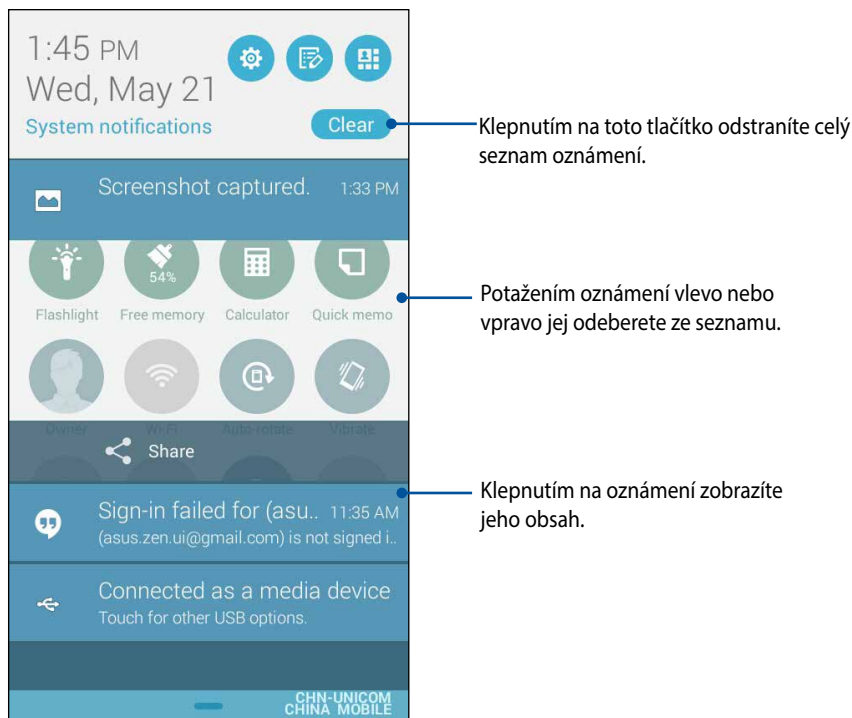 1:45 PM
Wed, May 21
System notifications
Clear
Klepnutím na toto tlačítko odstraníte celý
seznam oznámení.
Screenshot captured. 1:33 PM
54%
Flashlight Free memory Calculator Quick memo
Potažením oznámení vlevo nebo
vpravo jej odeberete ze seznamu.
Owner Wi-Fi Auto-rotate Vibrate
Share
Sign-in failed for (asu.. 11:35 AM
(asus.zen.ui@gmail.com) is not signed i..
Klepnutím na oznámení zobrazíte
jeho obsah.
Connected as a media device
Touch for other USB options.
CHN-UNICOM
CHINA MOBILE